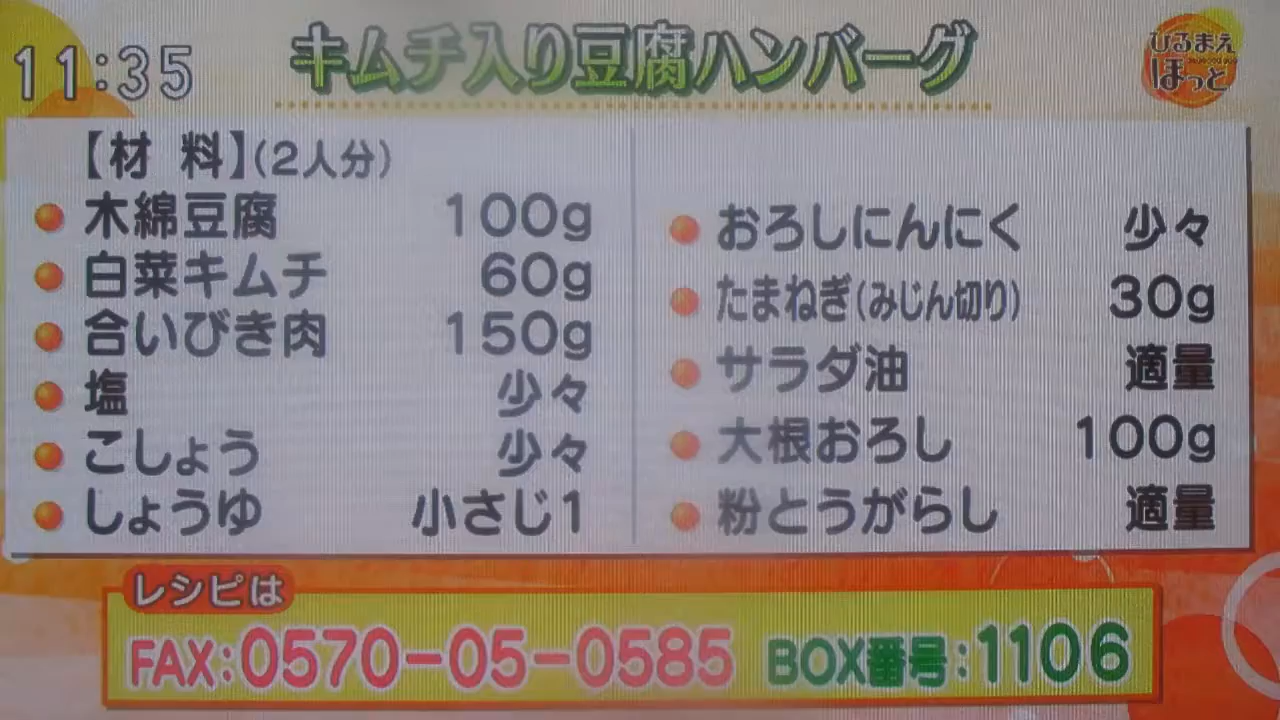 11:35
キムチ入り豆腐ハンバーグ
ひるまえ
ほっと
【材 料】(2人分)
木綿豆腐 100g
白菜キムチ 60g
合いびき肉 150g
塩 少々
こしょう 少々
しょうゆ 小さじ1
おろしにんにく 少々
たまねぎ(みじん切り) 30g
サラダ油 適量
大根おろし 100g
粉とうがらし 適量
レシピは
FAX:0570-05-0585 BOX番号:1106